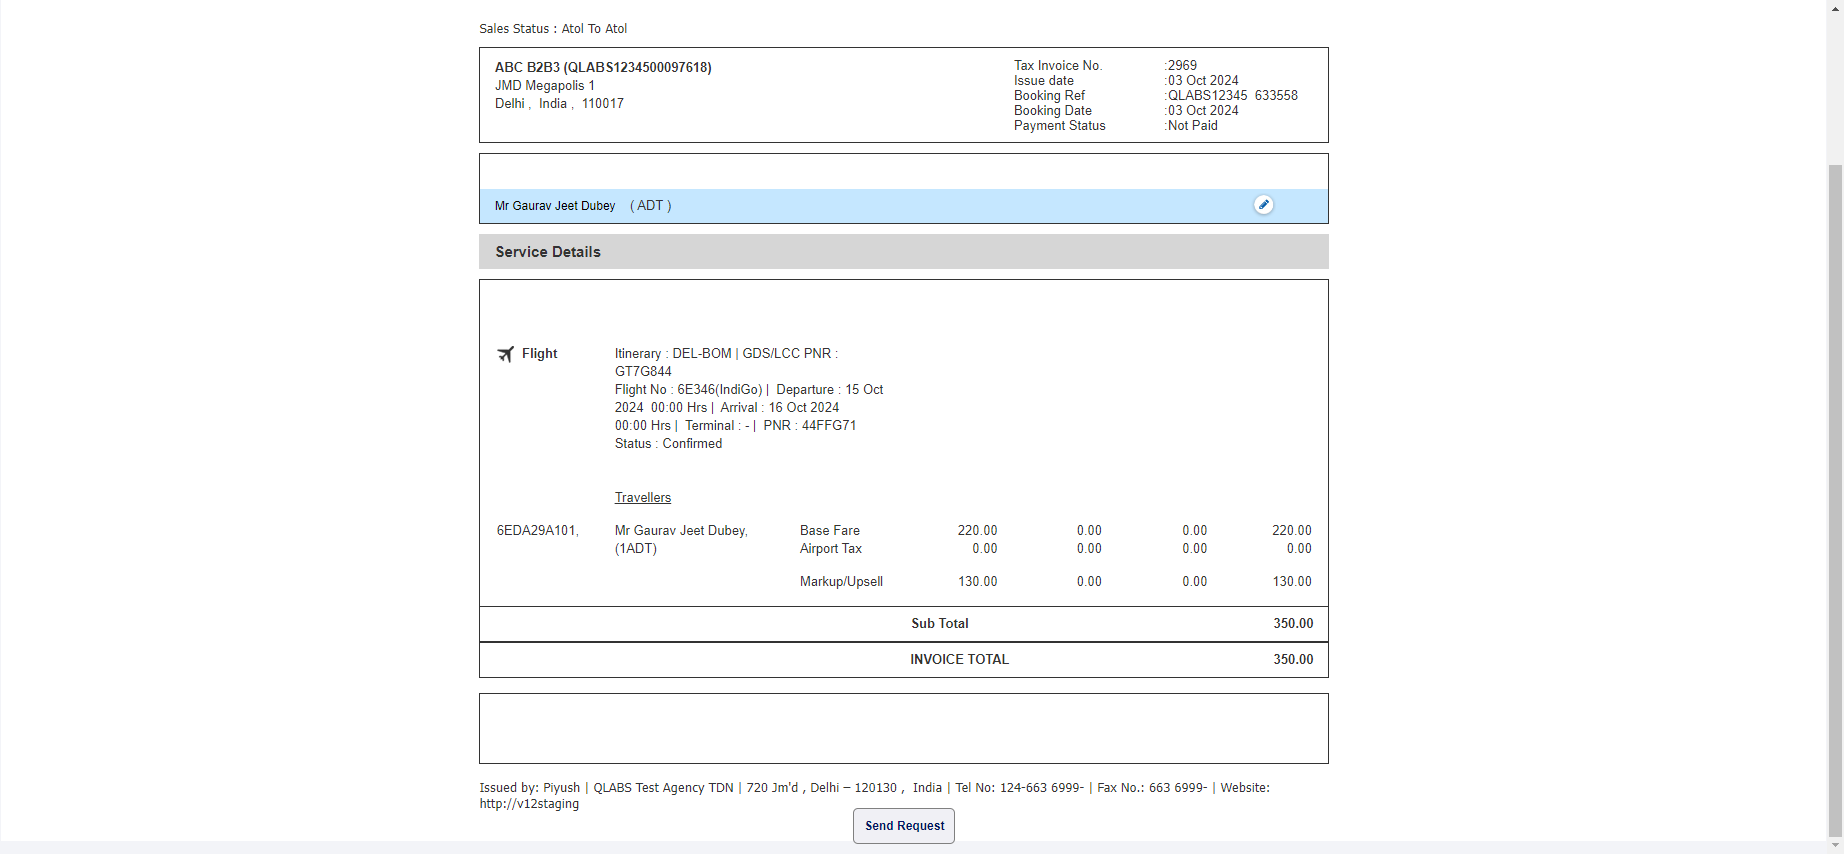 Sales Status : Atol To Atol
ABC B2B3 (QLABS1234500097618)
JMD Megapolis 1
Delhi , India , 110017
Tax Invoice No. :2969
Issue date :03 Oct 2024
Booking Ref :QLABS12345 633558
Booking Date :03 Oct 2024
Payment Status :Not Paid
Mr Gaurav Jeet Dubey ( ADT )
Service Details
Flight
Itinerary : DEL-BOM | GDS/LCC PNR :
GT7G844
Flight No : 6E346(IndiGo) | Departure : 15 Oct
2024 00:00 Hrs | Arrival : 16 Oct 2024
00:00 Hrs | Terminal : - | PNR : 44FFG71
Status : Confirmed
Travellers
6EDA29A101, Mr Gaurav Jeet Dubey, Base Fare 220.00 0.00 0.00 220.00
(1ADT) Airport Tax 0.00 0.00 0.00 0.00
Markup/Upsell 130.00 0.00 0.00 130.00
Sub Total 350.00
INVOICE TOTAL 350.00
Issued by: Piyush | QLABS Test Agency TDN | 720 Jm'd , Delhi – 120130 , India | Tel No: 124-663 6999- | Fax No.: 663 6999- | Website:
http://v12staging
Send Request